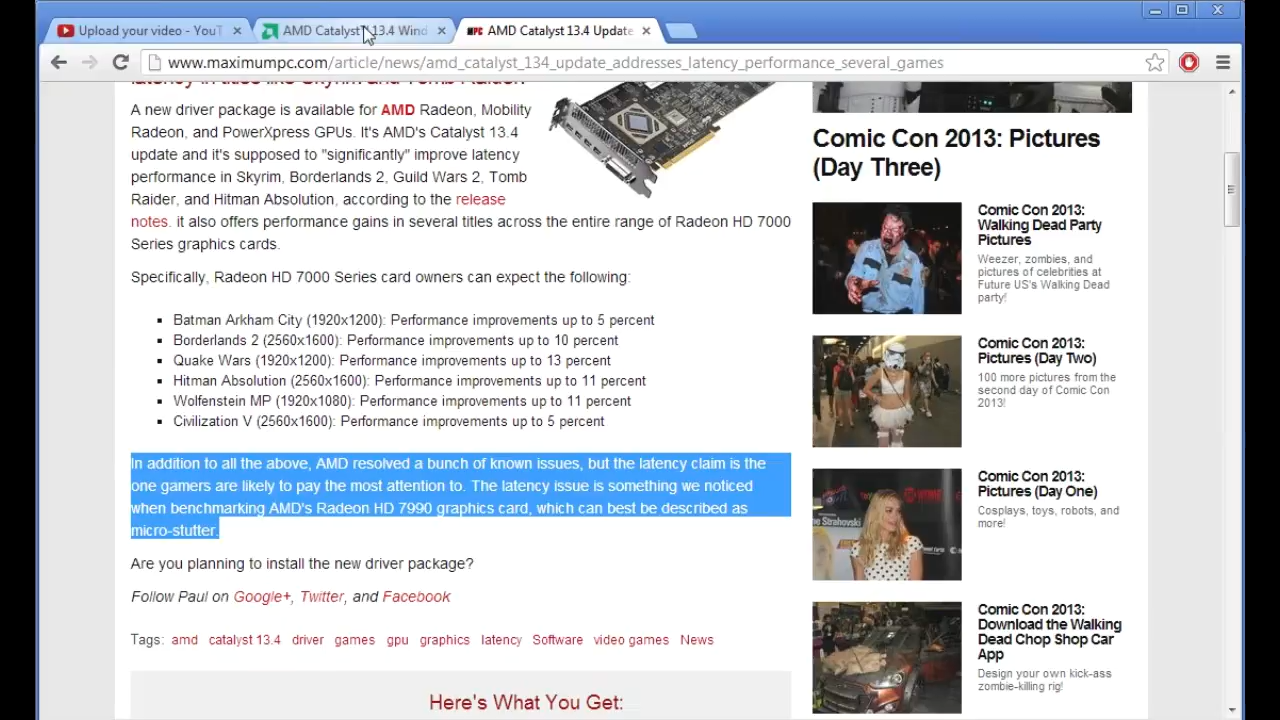 Upload your video - YouT
AMD Catalyst™ 13.4 Wind
MPC AMD Catalyst 13.4 Update
www.maximumpc.com/article/news/amd_catalyst_134_update_addresses_latency_performance_several_games
latency in titles like Skyrim and Tomb Raider
A new driver package is available for AMD Radeon, Mobility
Radeon, and PowerXpress GPUs. It's AMD's Catalyst 13.4
update and it's supposed to "significantly" improve latency
performance in Skyrim, Borderlands 2, Guild Wars 2, Tomb
Raider, and Hitman Absolution, according to the release
notes. it also offers performance gains in several titles across the entire range of Radeon HD 7000
Series graphics cards.
Specifically, Radeon HD 7000 Series card owners can expect the following:
Batman Arkham City (1920x1200): Performance improvements up to 5 percent
Borderlands 2 (2560x1600): Performance improvements up to 10 percent
Quake Wars (1920x1200): Performance improvements up to 13 percent
Hitman Absolution (2560x1600): Performance improvements up to 11 percent
Wolfenstein MP (1920x1080): Performance improvements up to 11 percent
Civilization V (2560x1600): Performance improvements up to 5 percent
In addition to all the above, AMD resolved a bunch of known issues, but the latency claim is the
one gamers are likely to pay the most attention to. The latency issue is something we noticed
when benchmarking AMD's Radeon HD 7990 graphics card, which can best be described as
micro-stutter.
Are you planning to install the new driver package?
Follow Paul on Google+, Twitter, and Facebook
Tags: amd catalyst 13.4 driver games gpu graphics latency Software video games News
Here's What You Get:
Comic Con 2013: Pictures
(Day Three)
Comic Con 2013:
Walking Dead Party
Pictures
Weezer, zombies, and
pictures of celebrities at
Future US's Walking Dead
party!
Comic Con 2013:
Pictures (Day Two)
100 more pictures from the
second day of Comic Con
2013!
Comic Con 2013:
Pictures (Day One)
Cosplays, toys, robots, and
more!
Comic Con 2013:
Download the Walking
Dead Chop Shop Car
App
Design your own kick-ass
zombie-killing rig!